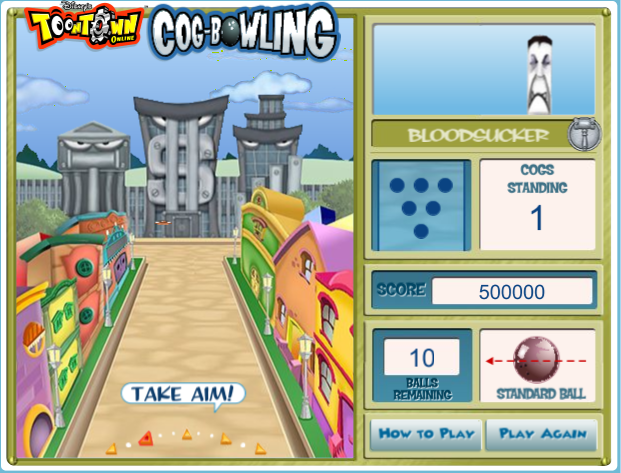 Disney's
TOONTOWN
ONLINE
COG-BOWLING
BLOODSUCKER
COGS
STANDING
1
SCORE 500000
10
BALLS
REMAINING
STANDARD BALL
TAKE AIM!
HOW TO PLAY
PLAY AGAIN